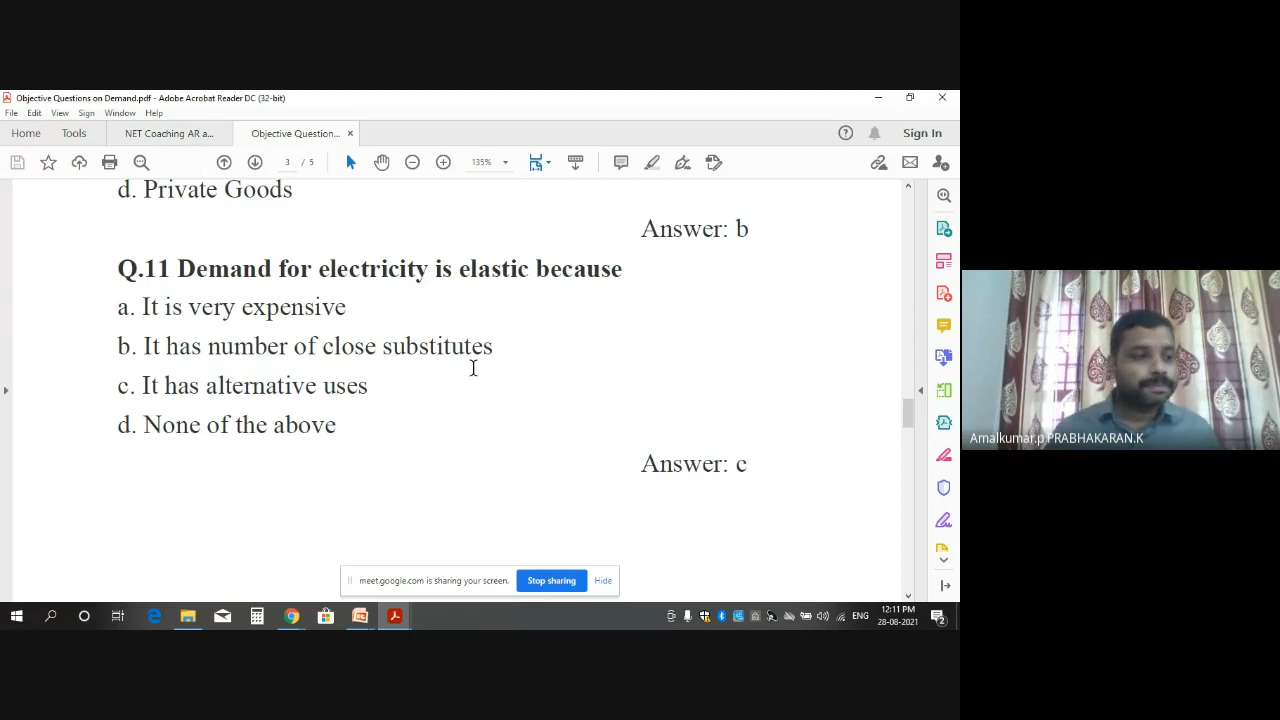 Objective Questions on Demand.pdf - Adobe Acrobat Reader DC (32-bit)
File Edit View Sign Window Help
Home Tools NET Coaching AR a... Objective Question... × Sign In
3 / 5 135%
d. Private Goods
Answer: b
Q.11 Demand for electricity is elastic because
a. It is very expensive
b. It has number of close substitutes
c. It has alternative uses
d. None of the above
Answer: c
Amalkumar.p PRABHAKARAN.K
meet.google.com is sharing your screen. Stop sharing Hide
ENG
12:11 PM
28-08-2021
2